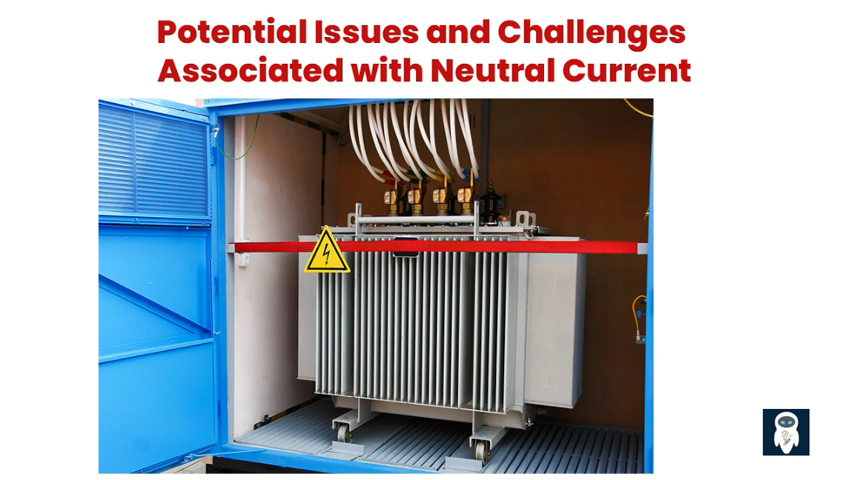 Potential Issues and Challenges
Associated with Neutral Current